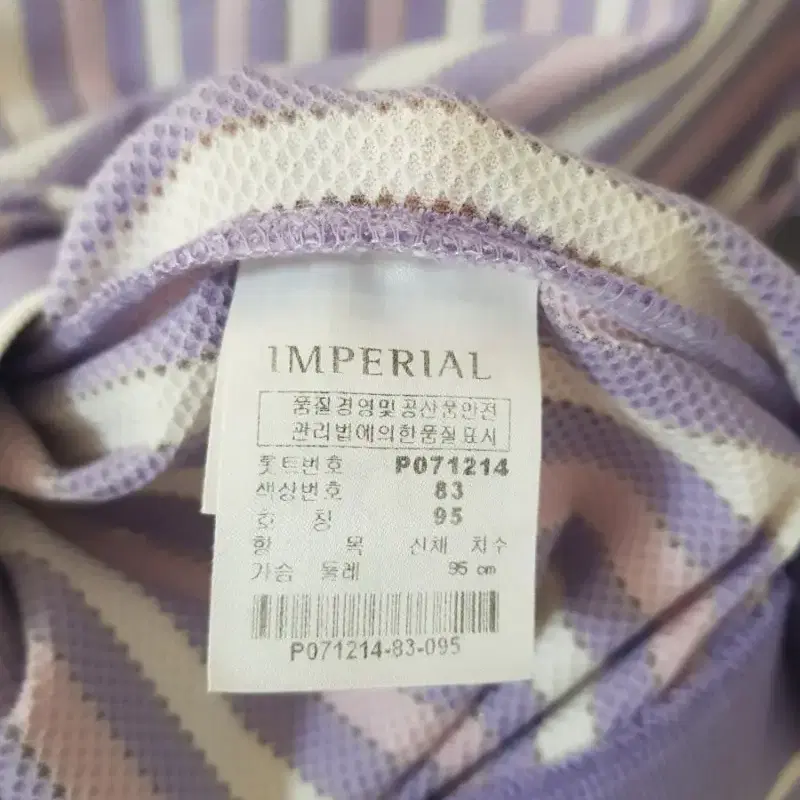 IMPERIAL
품질경영및공산품안전
관리법에의한품질표시
롯트번호 P071214
색상번호 83
호 칭 95
항 목 신체 치수
가슴 둘레 95 cm
P071214-83-095